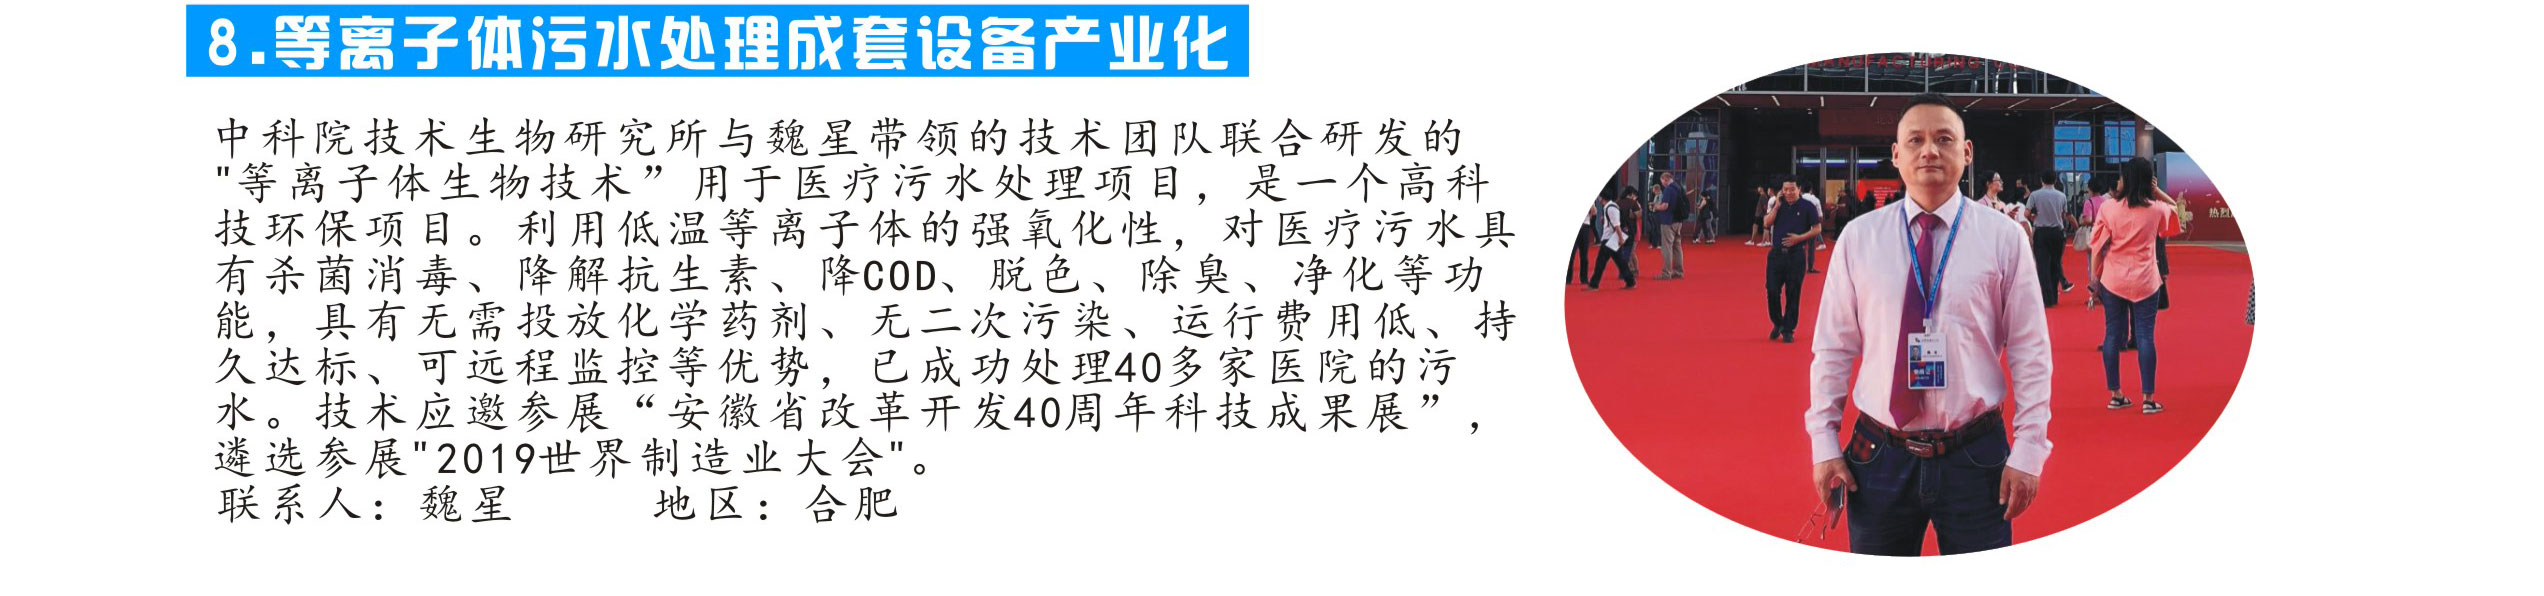 8.等离子体污水处理成套设备产业化
中科院技术生物研究所与魏星带领的技术团队联合研发的
"等离子体生物技术”用于医疗污水处理项目，是一个高科
技环保项目。利用低温等离子体的强氧化性，对医疗污水具
有杀菌消毒、降解抗生素、降COD、脱色、除臭、净化等功
能，具有无需投放化学药剂、无二次污染、运行费用低、持
久达标、可远程监控等优势，已成功处理40多家医院的污
水。技术应邀参展“安徽省改革开发40周年科技成果展”，
遴选参展"2019世界制造业大会"。
联系人：魏星 地区：合肥
MANUFACTURING
热烈